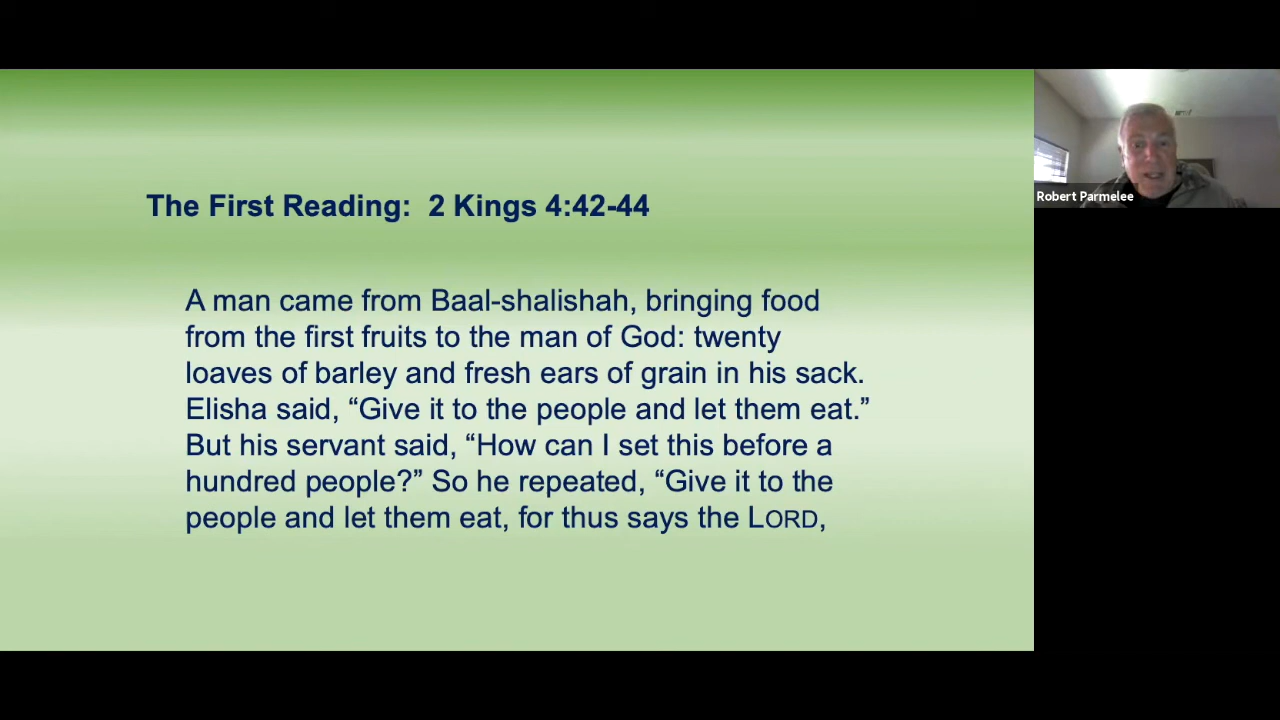 The First Reading:  2 Kings 4:42-44
A man came from Baal-shalishah, bringing food
from the first fruits to the man of God: twenty
loaves of barley and fresh ears of grain in his sack.
Elisha said, “Give it to the people and let them eat.”
But his servant said, “How can I set this before a
hundred people?” So he repeated, “Give it to the
people and let them eat, for thus says the LORD,
Robert Parmelee